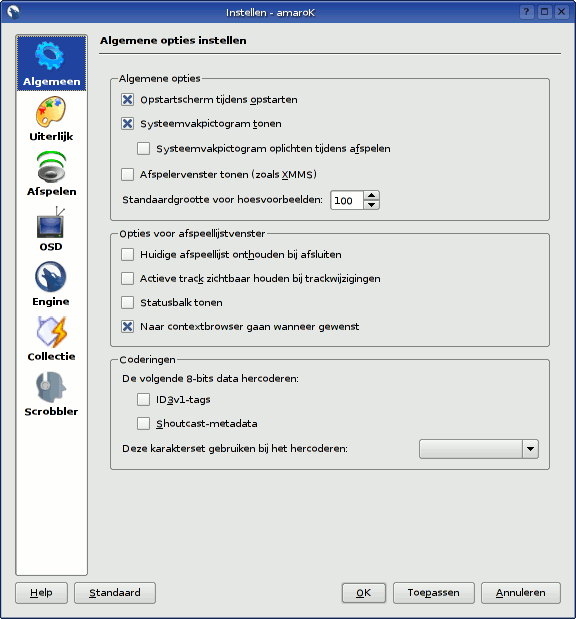 Instellen - amaroK
Algemeen
Uiterlijk
Afspelen
OSD
Engine
Collectie
Scrobbler
Algemene opties instellen
Algemene opties
Opstartscherm tijdens opstarten
Systeemvakpictogram tonen
Systeemvakpictogram oplichten tijdens afspelen
Afspelervenster tonen (zoals XMMS)
Standaardgrootte voor hoesvoorbeelden: 100
Opties voor afspeellijstvenster
Huidige afspeellijst onthouden bij afsluiten
Actieve track zichtbaar houden bij trackwijzigingen
Statusbalk tonen
Naar contextbrowser gaan wanneer gewenst
Coderingen
De volgende 8-bits data hercoderen:
ID3v1-tags
Shoutcast-metadata
Deze karakterset gebruiken bij het hercoderen:
Help Standaard OK Toepassen Annuleren